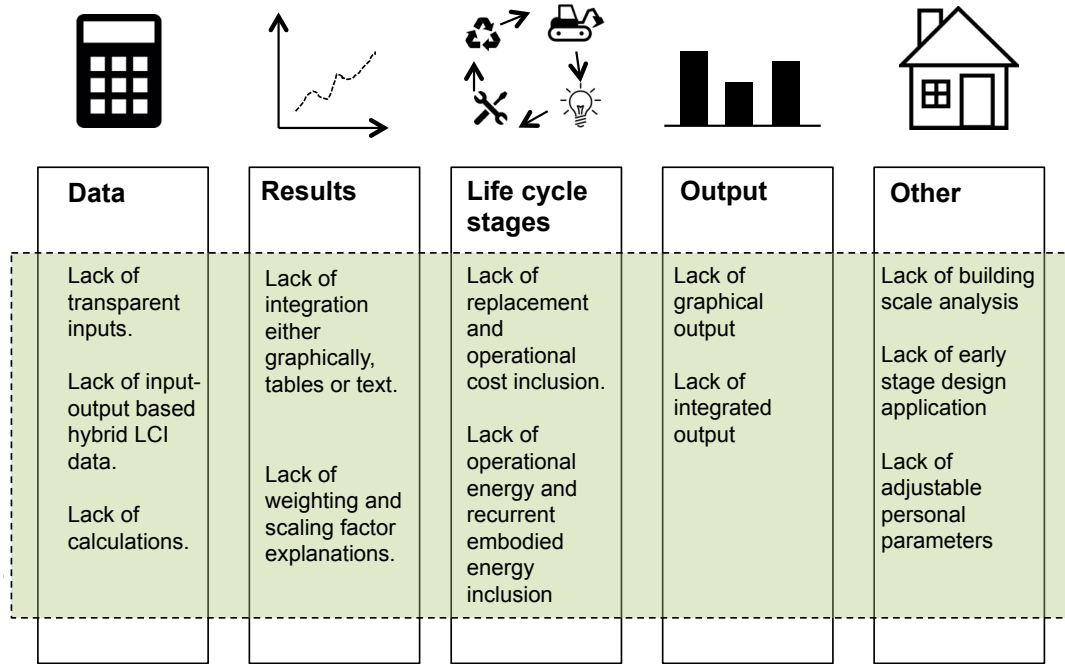 Data
Lack of
transparent
inputs.
Lack of input-
output based
hybrid LCI
data.
Lack of
calculations.
Results
Lack of
integration
either
graphically,
tables or text.
Lack of
weighting and
scaling factor
explanations.
Life cycle
stages
Lack of
replacement
and
operational
cost inclusion.
Lack of
operational
energy and
recurrent
embodied
energy
inclusion
Output
Lack of
graphical
output
Lack of
integrated
output
Other
Lack of building
scale analysis
Lack of early
stage design
application
Lack of
adjustable
personal
parameters